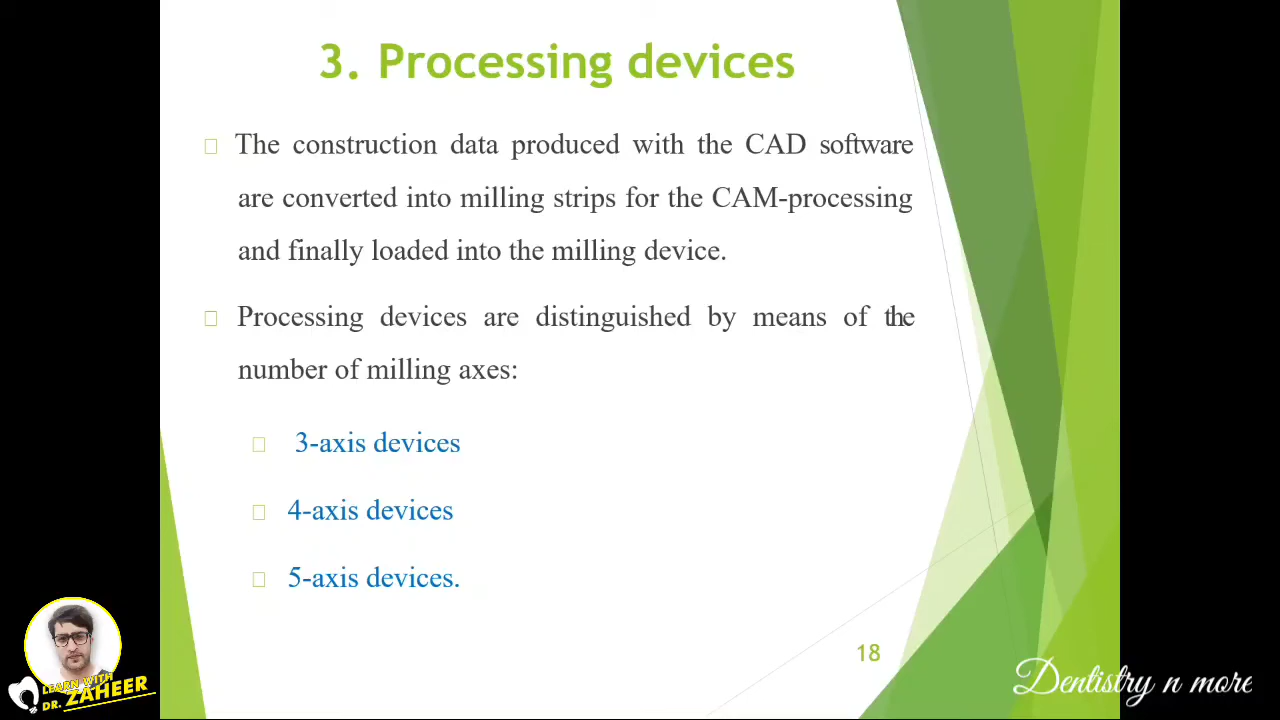 3. Processing devices
The construction data produced with the CAD software
are converted into milling strips for the CAM-processing
and finally loaded into the milling device.
Processing devices are distinguished by means of the
number of milling axes:
3-axis devices
4-axis devices
5-axis devices.
18
LEARN WITH
DR. ZAHEER
Dentistry n more